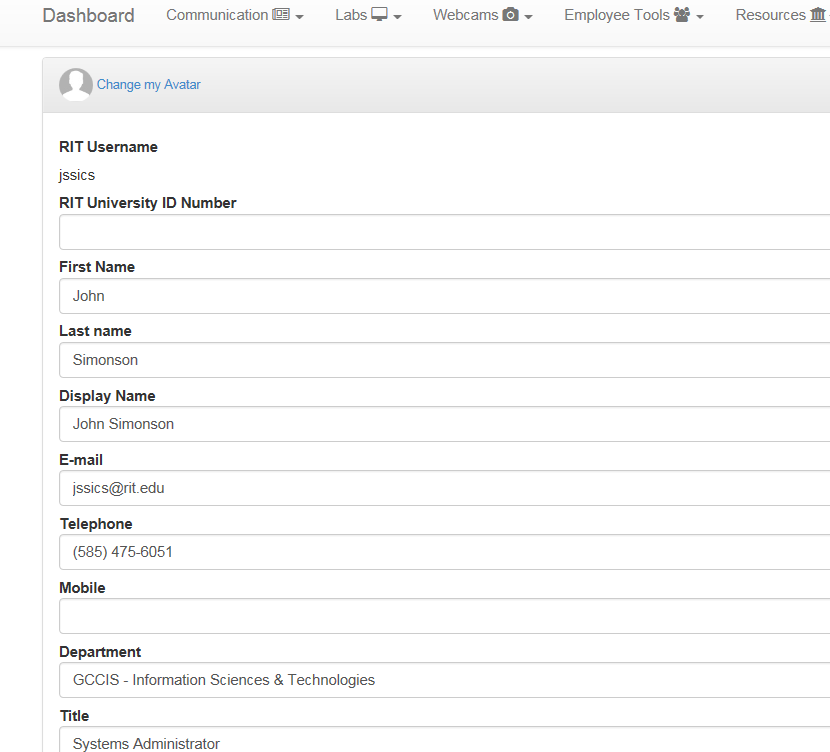 Dashboard Communication Labs Webcams Employee Tools Resources
Change my Avatar
RIT Username
jssics
RIT University ID Number
First Name
John
Last name
Simonson
Display Name
John Simonson
E-mail
jssics@rit.edu
Telephone
(585) 475-6051
Mobile
Department
GCCIS - Information Sciences & Technologies
Title
Systems Administrator